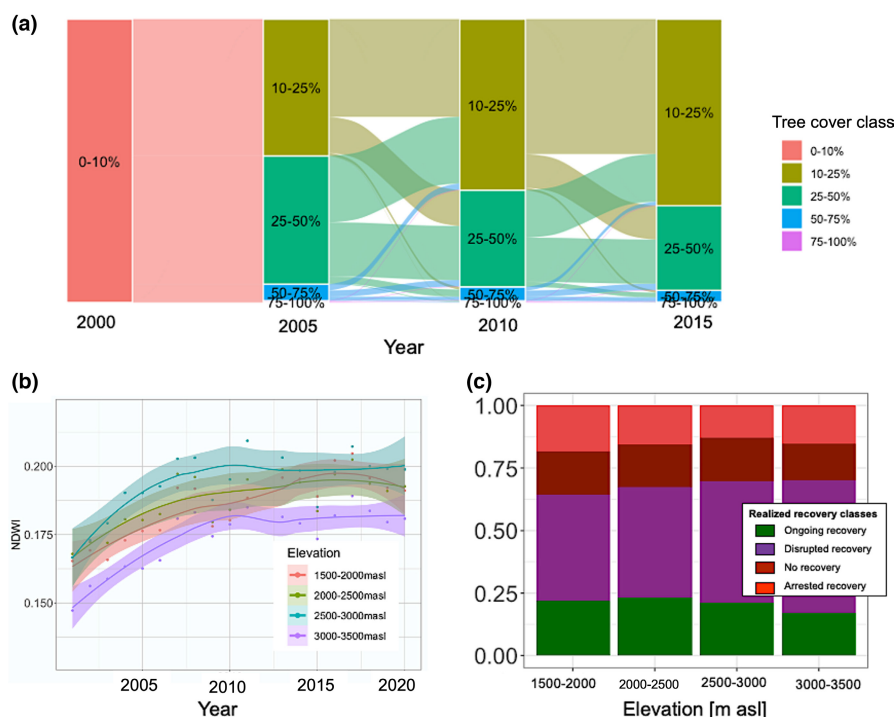 (a)
0-10%
10-25%
25-50%
50-75%
75-100%
10-25%
25-50%
50-75%
75-100%
10-25%
25-50%
50-75%
75-100%
2000
2005
2010
2015
Year
Tree cover class
0-10%
10-25%
25-50%
50-75%
75-100%
(b)
0.200
0.175
0.150
NDWI
2005
2010
2015
2020
Year
Elevation
1500-2000masl
2000-2500masl
2500-3000masl
3000-3500masl
(c)
1.00
0.75
0.50
0.25
0.00
1500-2000
2000-2500
2500-3000
3000-3500
Elevation [m asl]
Realized recovery classes
Ongoing recovery
Disrupted recovery
No recovery
Arrested recovery